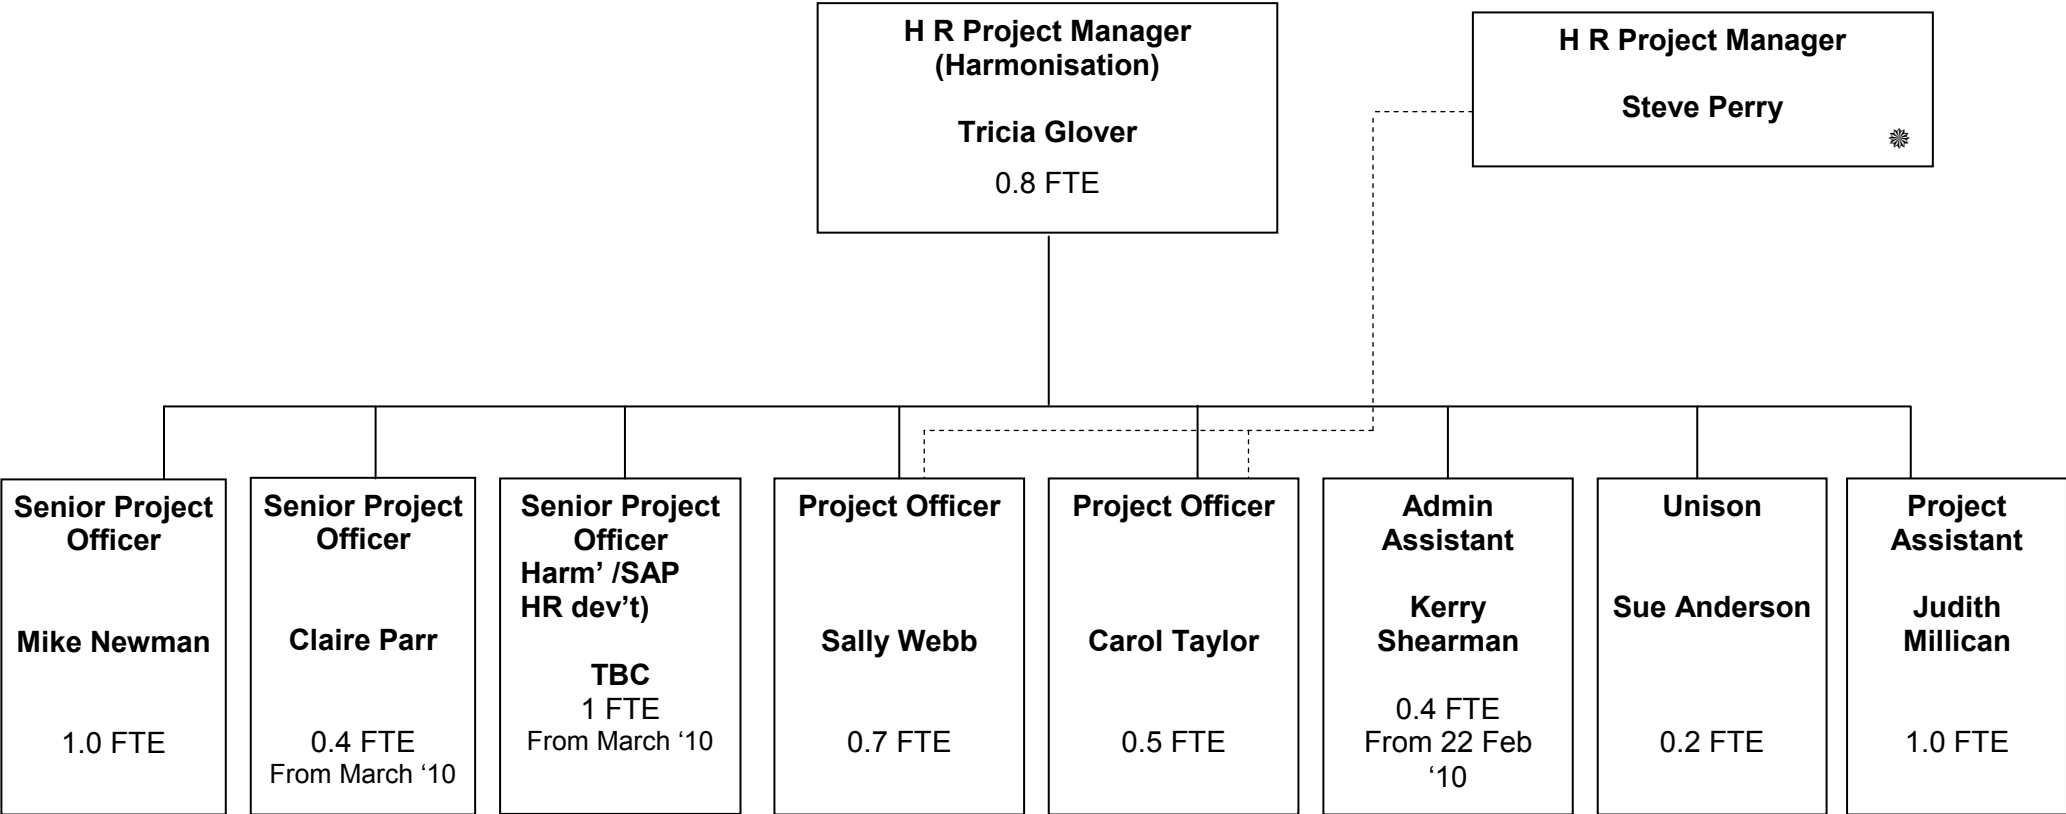 H R Project Manager
(Harmonisation)
Tricia Glover
0.8 FTE
H R Project Manager
Steve Perry
Senior Project
Officer
Mike Newman
1.0 FTE
Senior Project
Officer
Claire Parr
0.4 FTE
From March ‘10
Senior Project
Officer
Harm’ /SAP
HR dev't)
TBC
1 FTE
From March ‘10
Project Officer
Sally Webb
0.7 FTE
Project Officer
Carol Taylor
0.5 FTE
Admin
Assistant
Kerry
Shearman
0.4 FTE
From 22 Feb
‘10
Unison
Sue Anderson
0.2 FTE
Project
Assistant
Judith
Millican
1.0 FTE